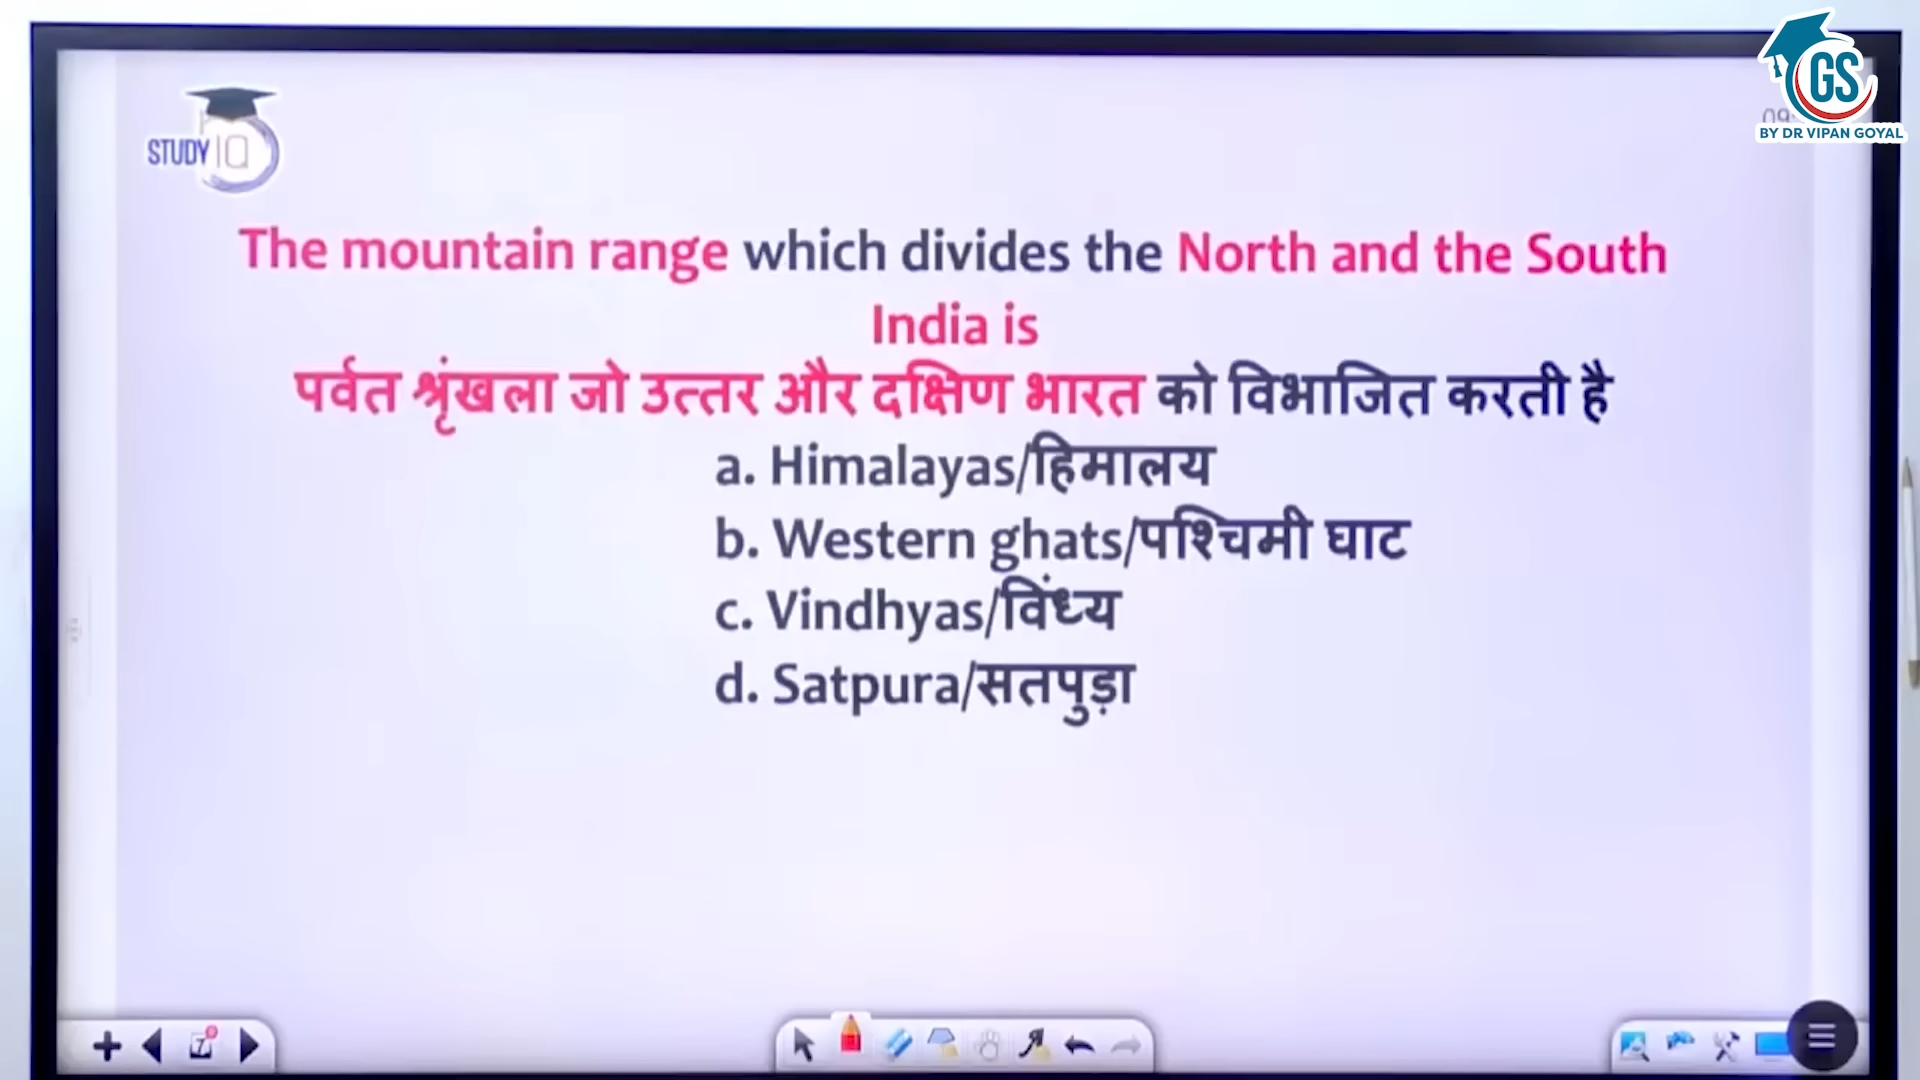 GS
BY DR VIPAN GOYAL
STUDY IQ
The mountain range which divides the North and the South
India is
पर्वत श्रृंखला जो उत्तर और दक्षिण भारत को विभाजित करती है
a. Himalayas/हिमालय
b. Western ghats/पश्चिमी घाट
c. Vindhyas/विंध्य
d. Satpura/सतपुड़ा
7